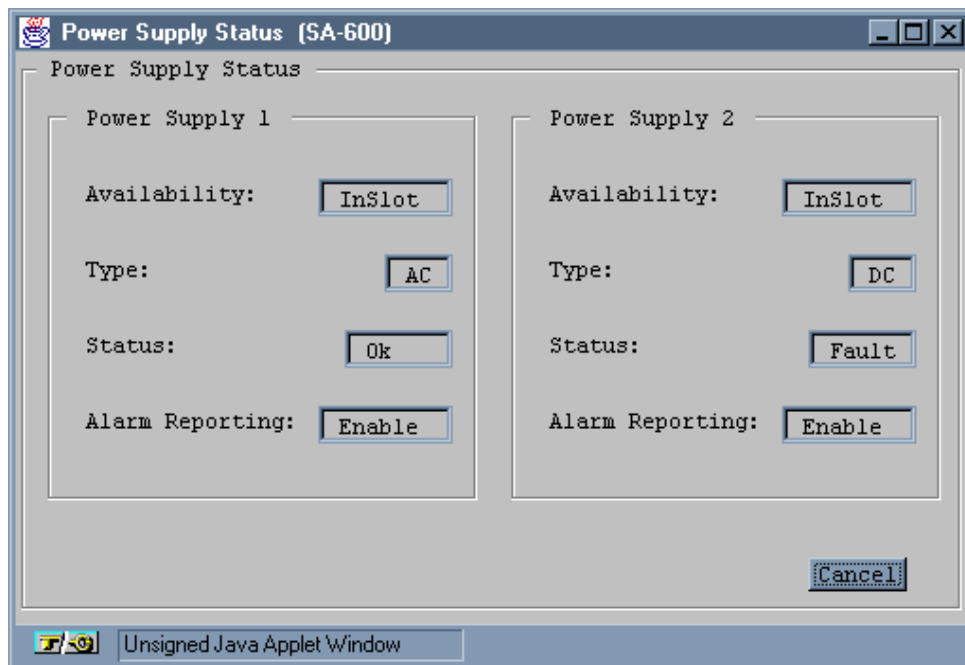 Power Supply Status (SA-600)
Power Supply Status
Power Supply 1
Availability: InSlot
Type: AC
Status: Ok
Alarm Reporting: Enable
Power Supply 2
Availability: InSlot
Type: DC
Status: Fault
Alarm Reporting: Enable
Cancel
Unsigned Java Applet Window